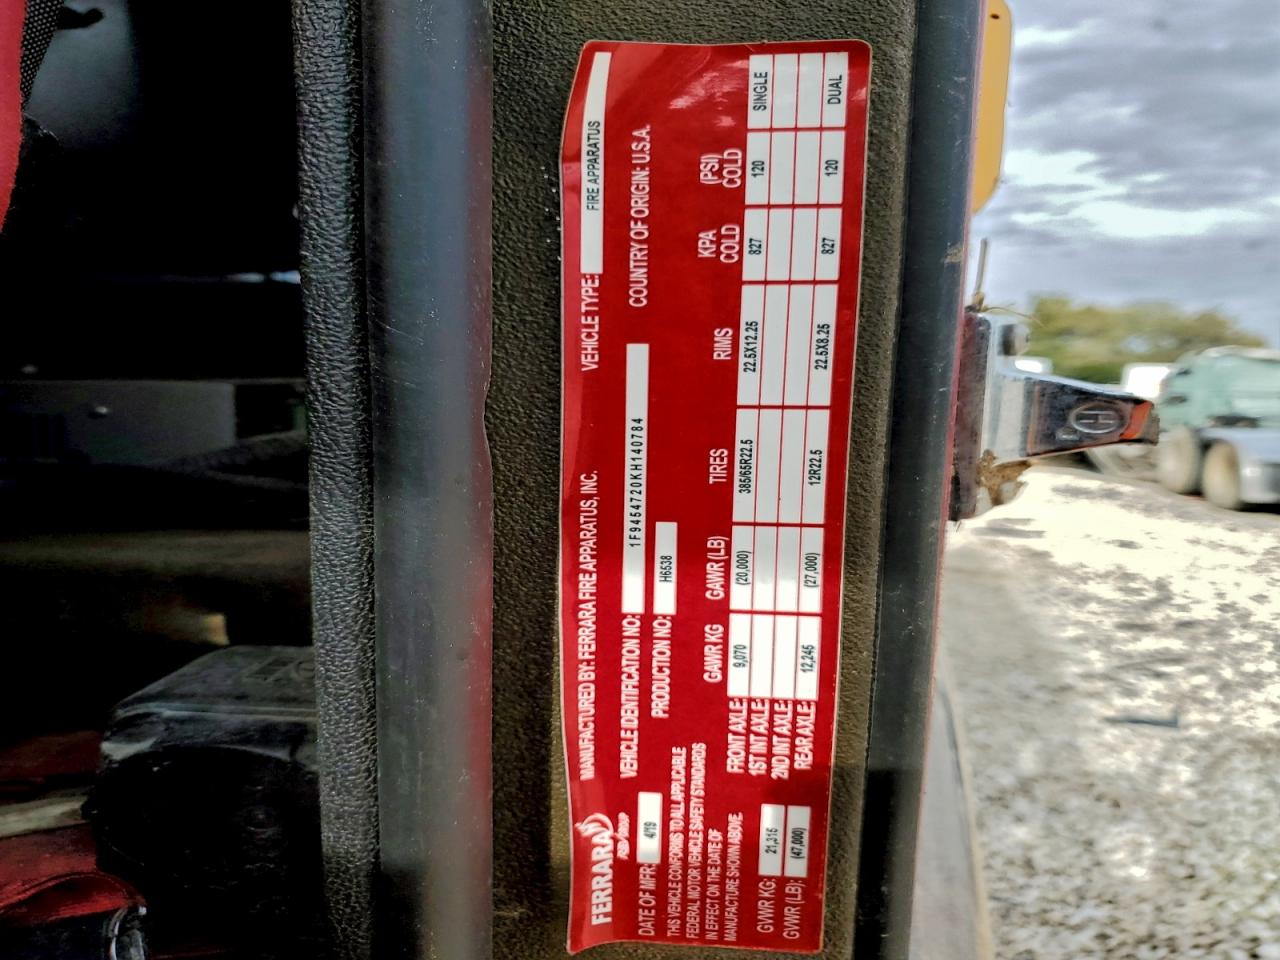 FERRARA
REV GROUP
MANUFACTURED BY: FERRARA FIRE APPARATUS, INC.
VEHICLE TYPE: FIRE APPARATUS
VEHICLE IDENTIFICATION NO: 1F9454720KH140784
COUNTRY OF ORIGIN: U.S.A.
DATE OF MFR: 4/19
PRODUCTION NO: H6538
THIS VEHICLE CONFORMS TO ALL APPLICABLE
FEDERAL MOTOR VEHICLE SAFETY STANDARDS
IN EFFECT ON THE DATE OF
MANUFACTURE SHOWN ABOVE
GVWR KG: 21,315
GVWR (LB): (47,000)
GAWR KG GAWR (LB) TIRES RIMS KPA COLD (PSI) COLD
FRONT AXLE: 9,070 (20,000) 385/65R22.5 22.5X12.25 827 120 SINGLE
1ST INT AXLE:
2ND INT AXLE:
REAR AXLE: 12,245 (27,000) 12R22.5 22.5X8.25 827 120 DUAL